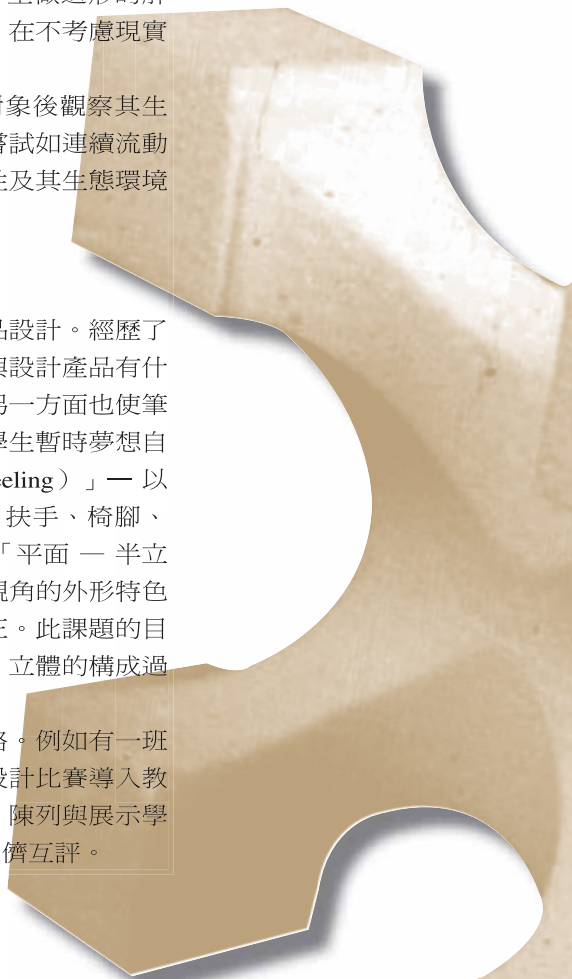 在不考慮現實
象後觀察其生
試如連續流動
及其生態環境
品設計。經歷了
設計產品有什
另一方面也使筆
學生暫時夢想自
eeling）」— 以
扶手、椅腳、
「平面 — 半立
視角的外形特色
。此課題的目
立體的構成過
。例如有一班
設計比賽導入教
陳列與展示學
儕互評。